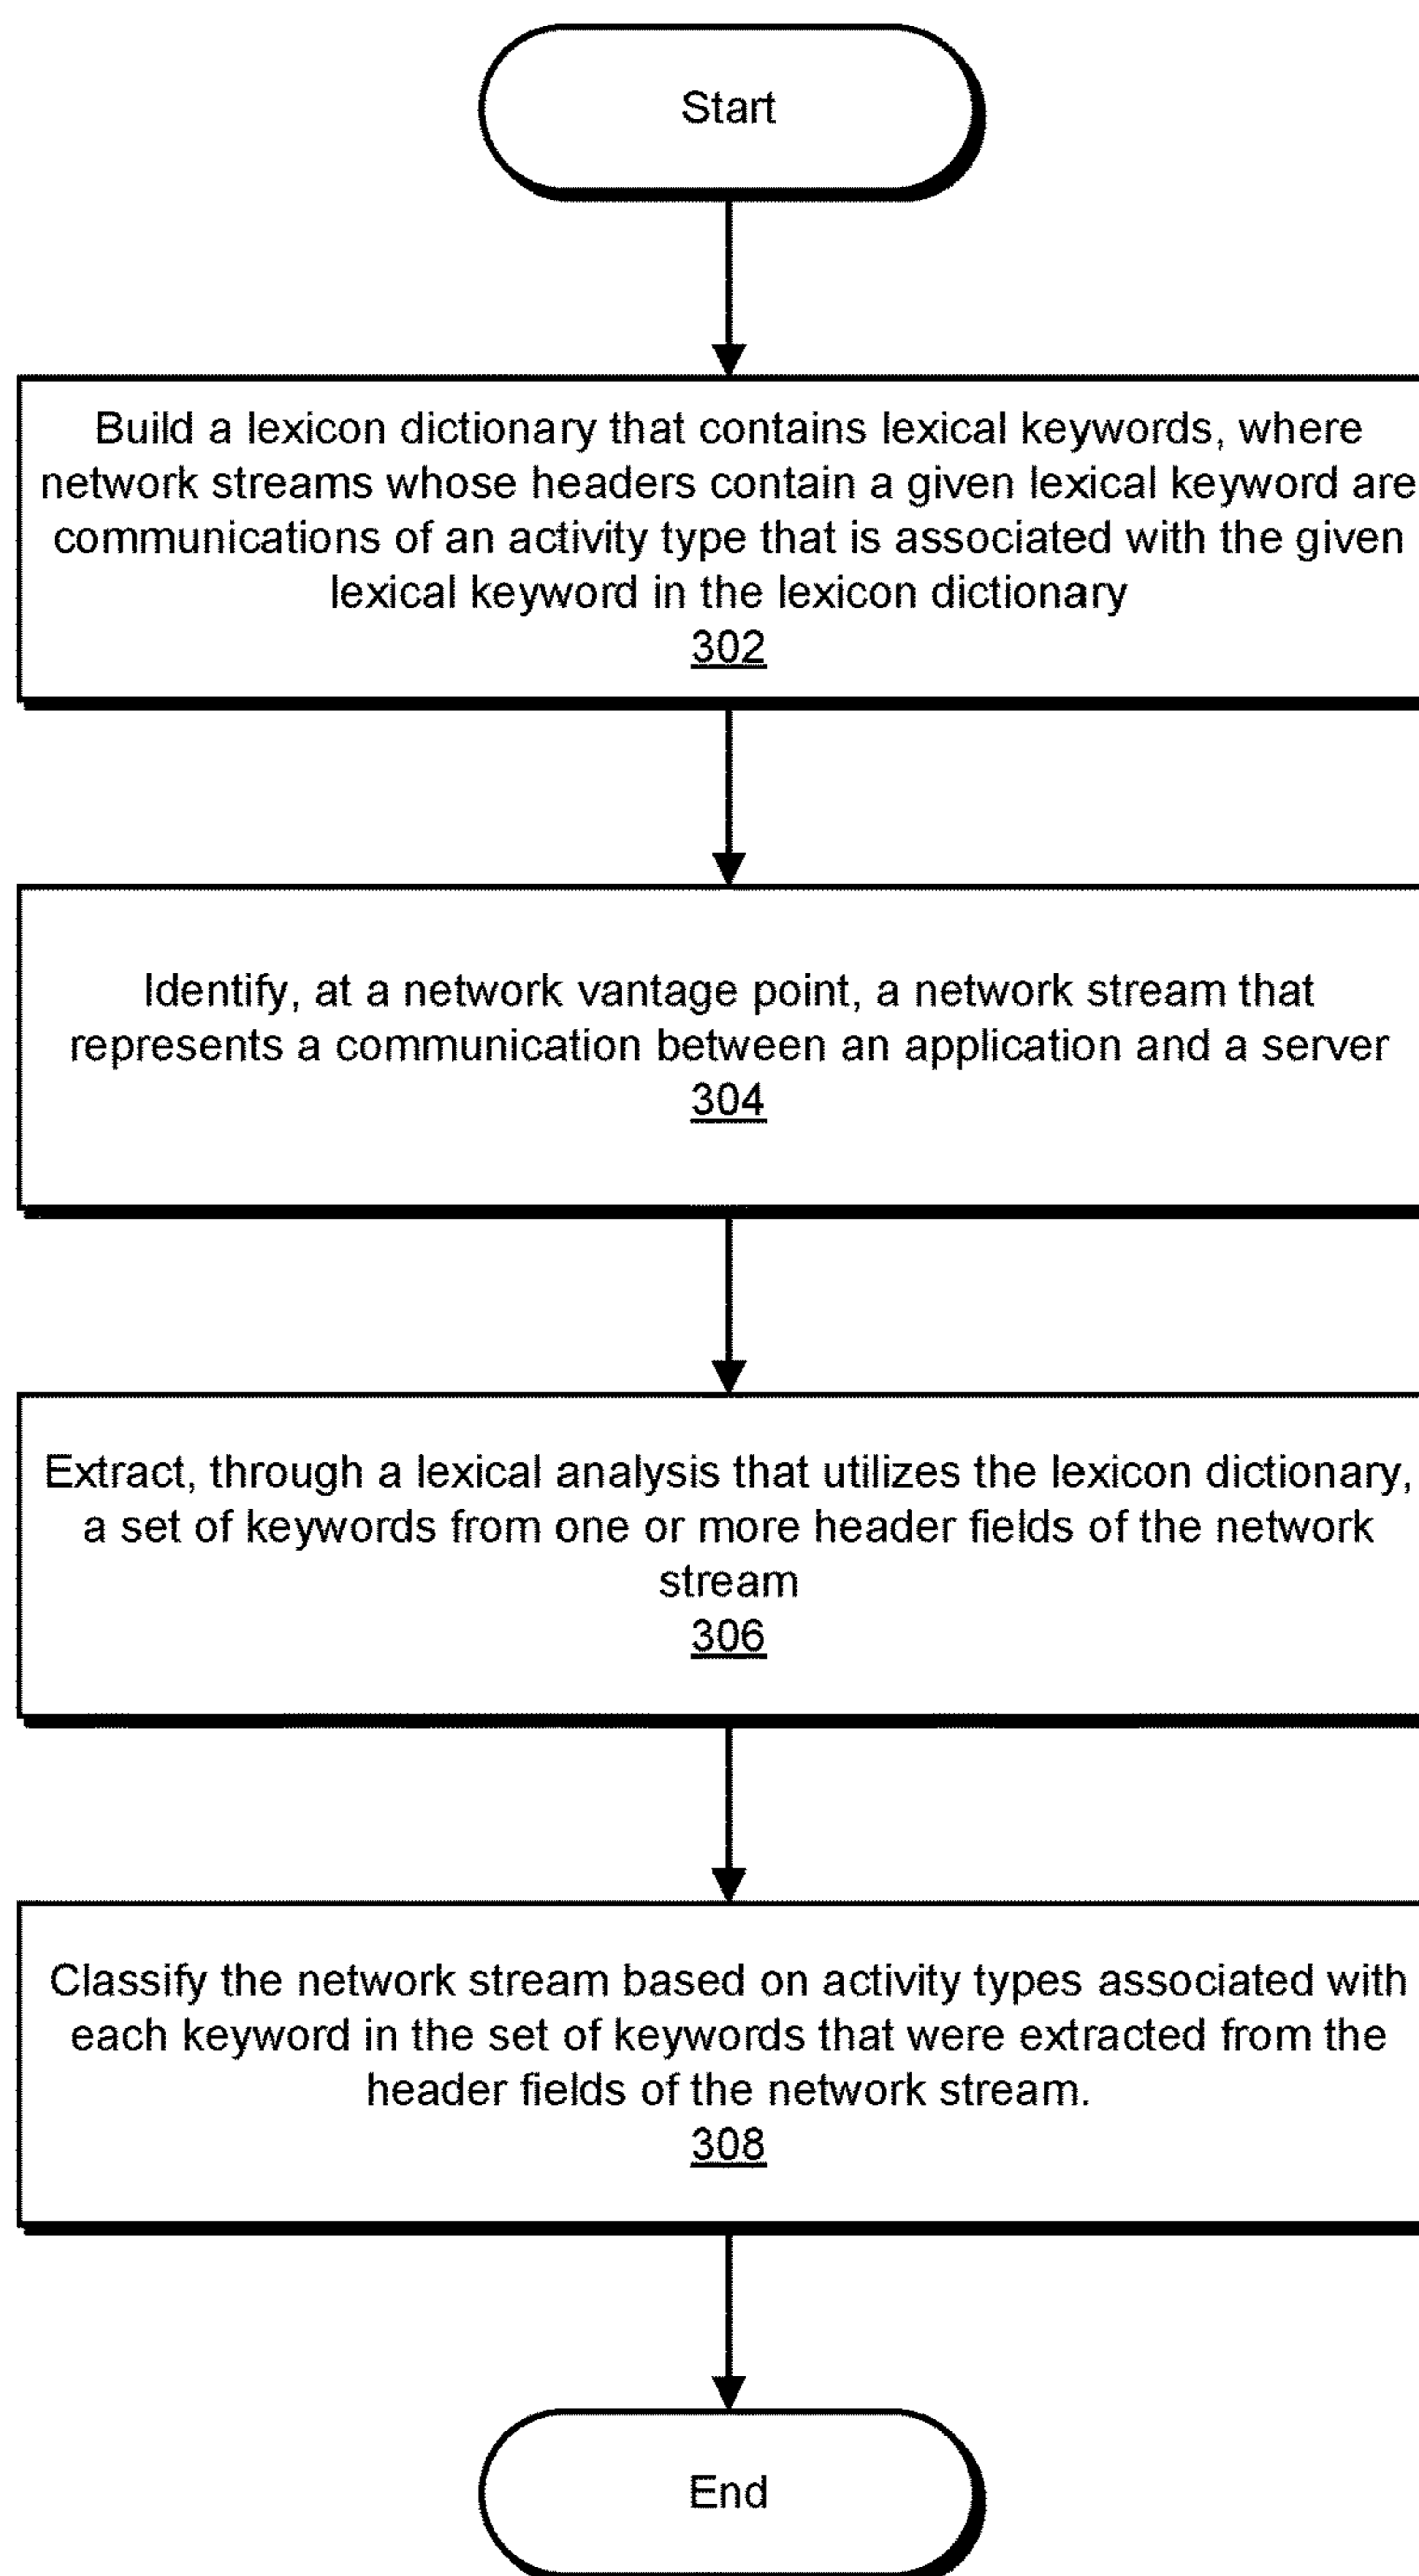 Start
Build a lexicon dictionary that contains lexical keywords, where
network streams whose headers contain a given lexical keyword are
communications of an activity type that is associated with the given
lexical keyword in the lexicon dictionary
302
Identify, at a network vantage point, a network stream that
represents a communication between an application and a server
304
Extract, through a lexical analysis that utilizes the lexicon dictionary,
a set of keywords from one or more header fields of the network
stream
306
Classify the network stream based on activity types associated with
each keyword in the set of keywords that were extracted from the
header fields of the network stream.
308
End